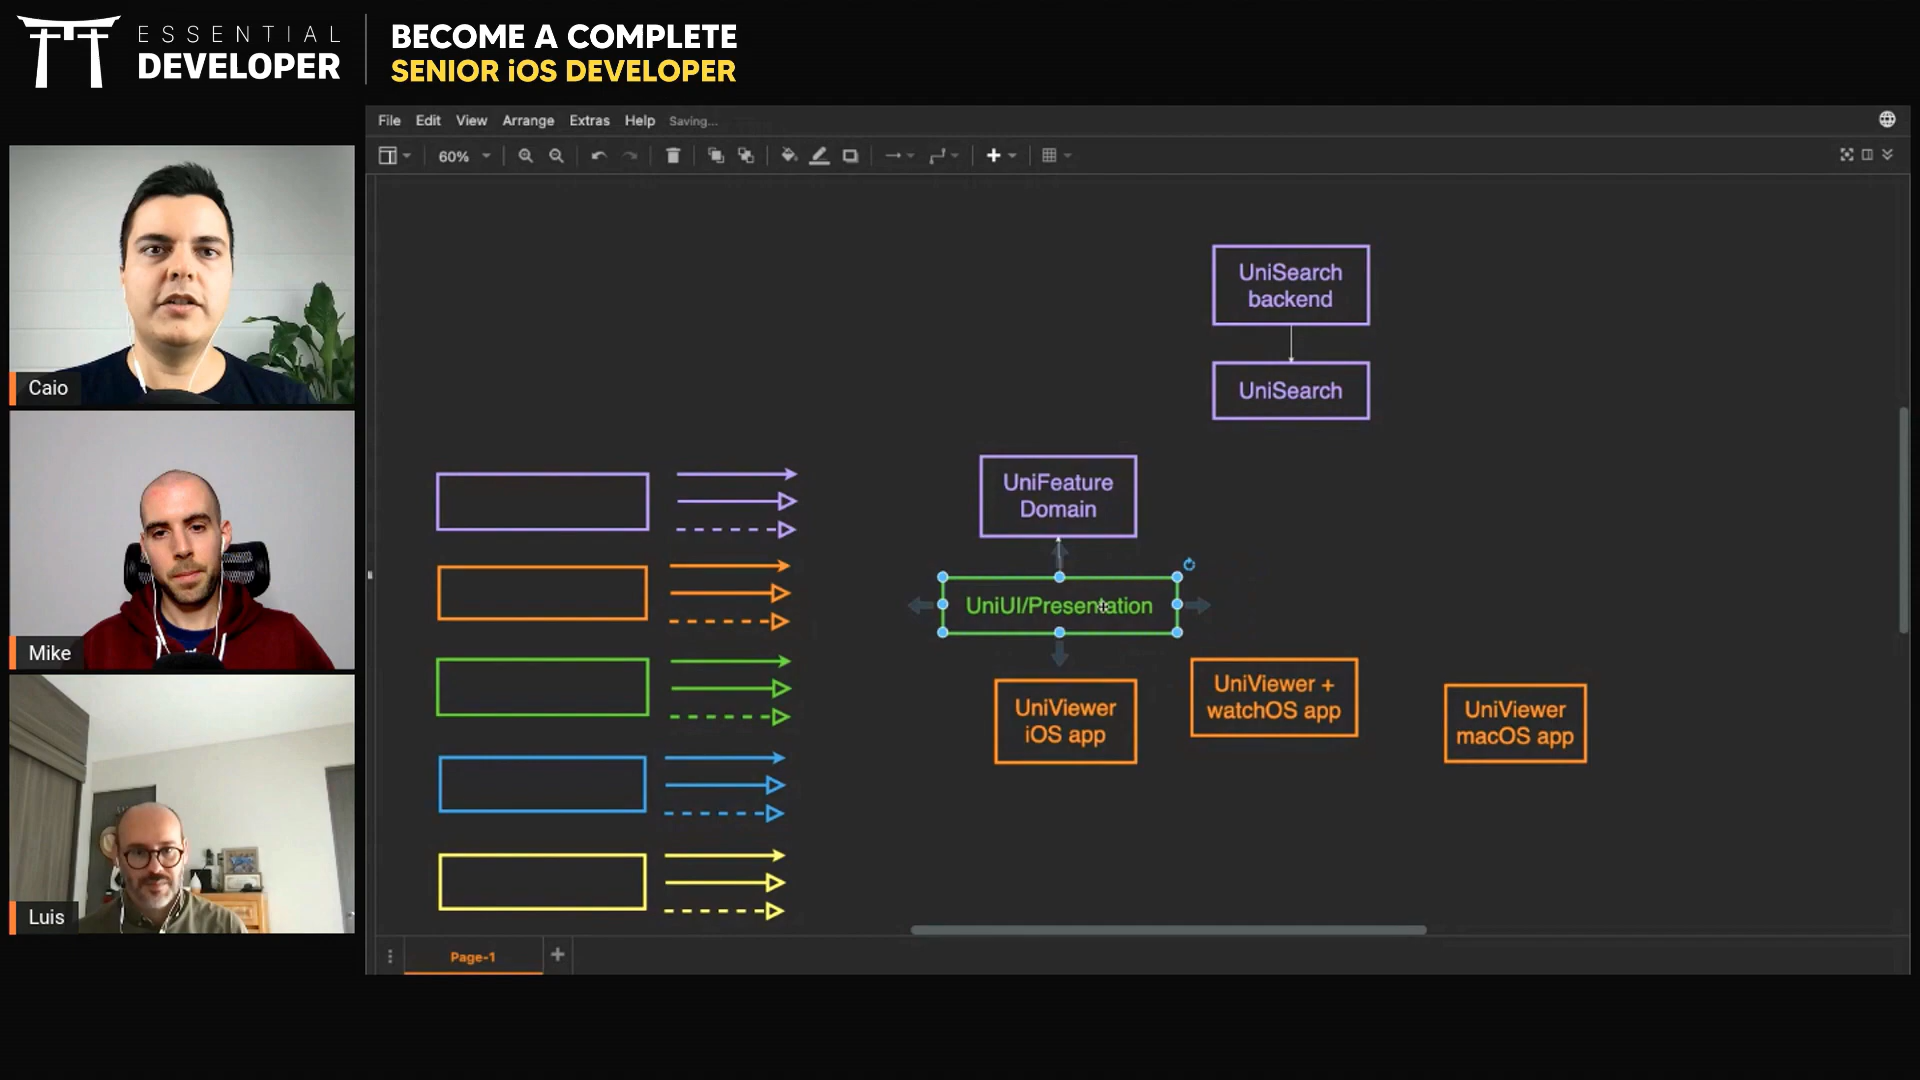 ESSENTIAL
DEVELOPER
BECOME A COMPLETE
SENIOR iOS DEVELOPER
File Edit View Arrange Extras Help Saving...
60%
Caio
Mike
Luis
UniSearch
backend
UniSearch
UniFeature
Domain
UniUI/Presentation
UniViewer
iOS app
UniViewer +
watchOS app
UniViewer
macOS app
Page-1